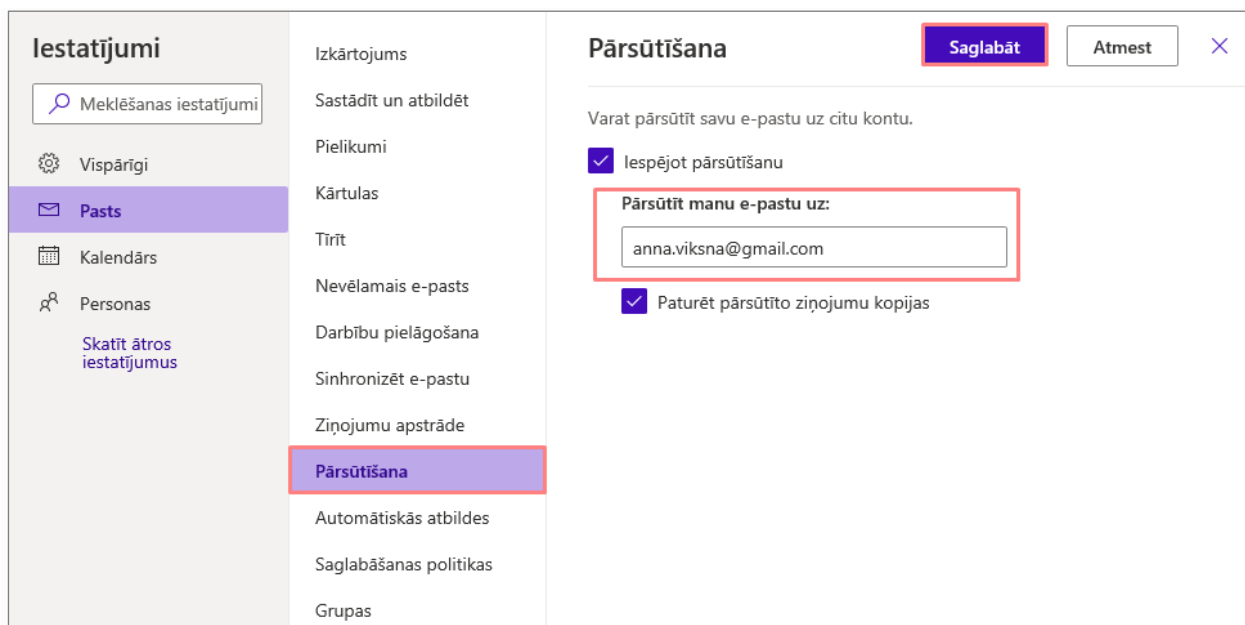 Iestatījumi
Meklēšanas iestatījumi
Vispārīgi
Pasts
Kalendārs
Personas
Skatīt ātros
iestatījumus
Izkārtojums
Sastādīt un atbildēt
Pielikumi
Kārtulas
Tīrīt
Nevēlamais e-pasts
Darbību pielāgošana
Sinhronizēt e-pastu
Ziņojumu apstrāde
Pārsūtīšana
Automātiskās atbildes
Saglabāšanas politikas
Grupas
Pārsūtīšana
Saglabāt
Atmest
Varat pārsūtīt savu e-pastu uz citu kontu.
Iespējot pārsūtīšanu
Pārsūtīt manu e-pastu uz:
anna.viksna@gmail.com
Paturēt pārsūtīto ziņojumu kopijas